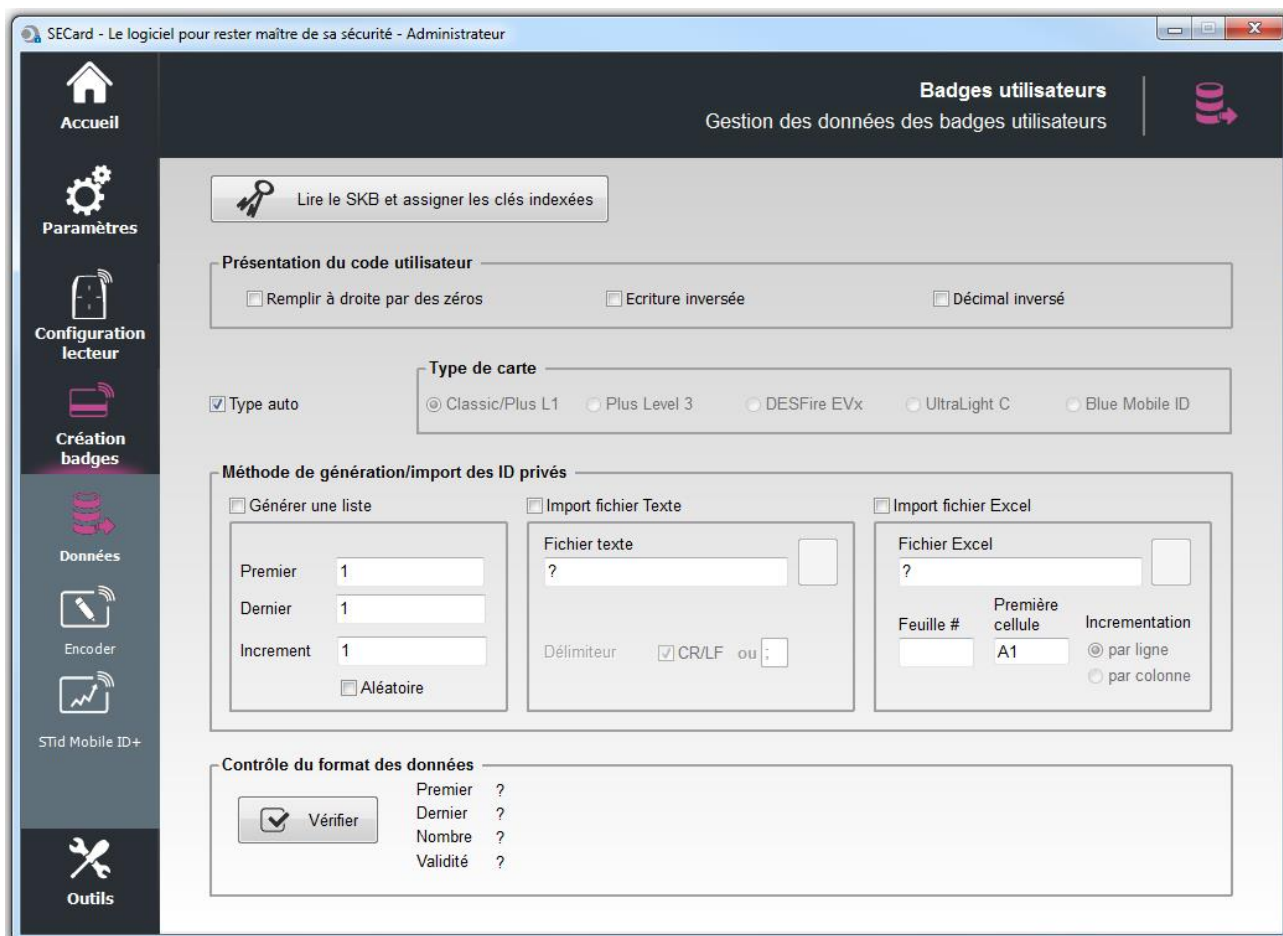 SECard - Le logiciel pour rester maître de sa sécurité - Administrateur
Accueil
Badges utilisateurs
Gestion des données des badges utilisateurs
Paramètres
Lire le SKB et assigner les clés indexées
Présentation du code utilisateur
Remplir à droite par des zéros
Ecriture inversée
Décimal inversé
Configuration
lecteur
Type auto
Type de carte
Classic/Plus L1
Plus Level 3
DESFire EVx
UltraLight C
Blue Mobile ID
Création
badges
Données
Encoder
STid Mobile ID+
Méthode de génération/import des ID privés
Générer une liste
Premier 1
Dernier 1
Increment 1
Aléatoire
Import fichier Texte
Fichier texte
?
Délimiteur CR/LF ou ;
Import fichier Excel
Fichier Excel
?
Feuille #
Première
cellule
A1
Incrementation
par ligne
par colonne
Contrôle du format des données
Vérifier
Premier ?
Dernier ?
Nombre ?
Validité ?
Outils